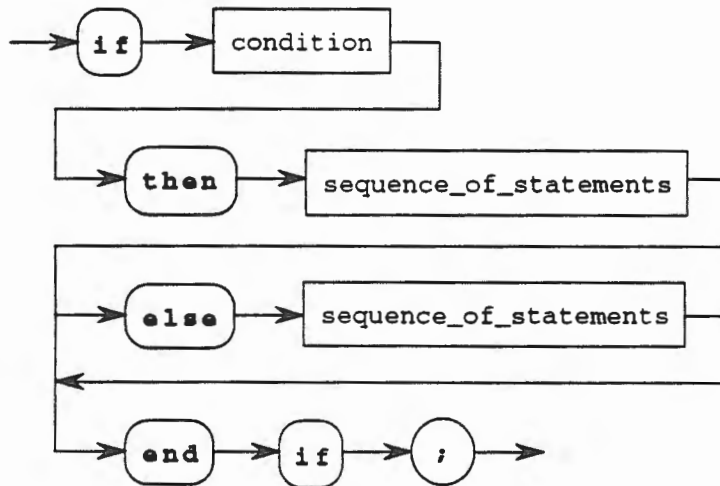 if condition
then sequence_of_statements
else sequence_of_statements
end if ;